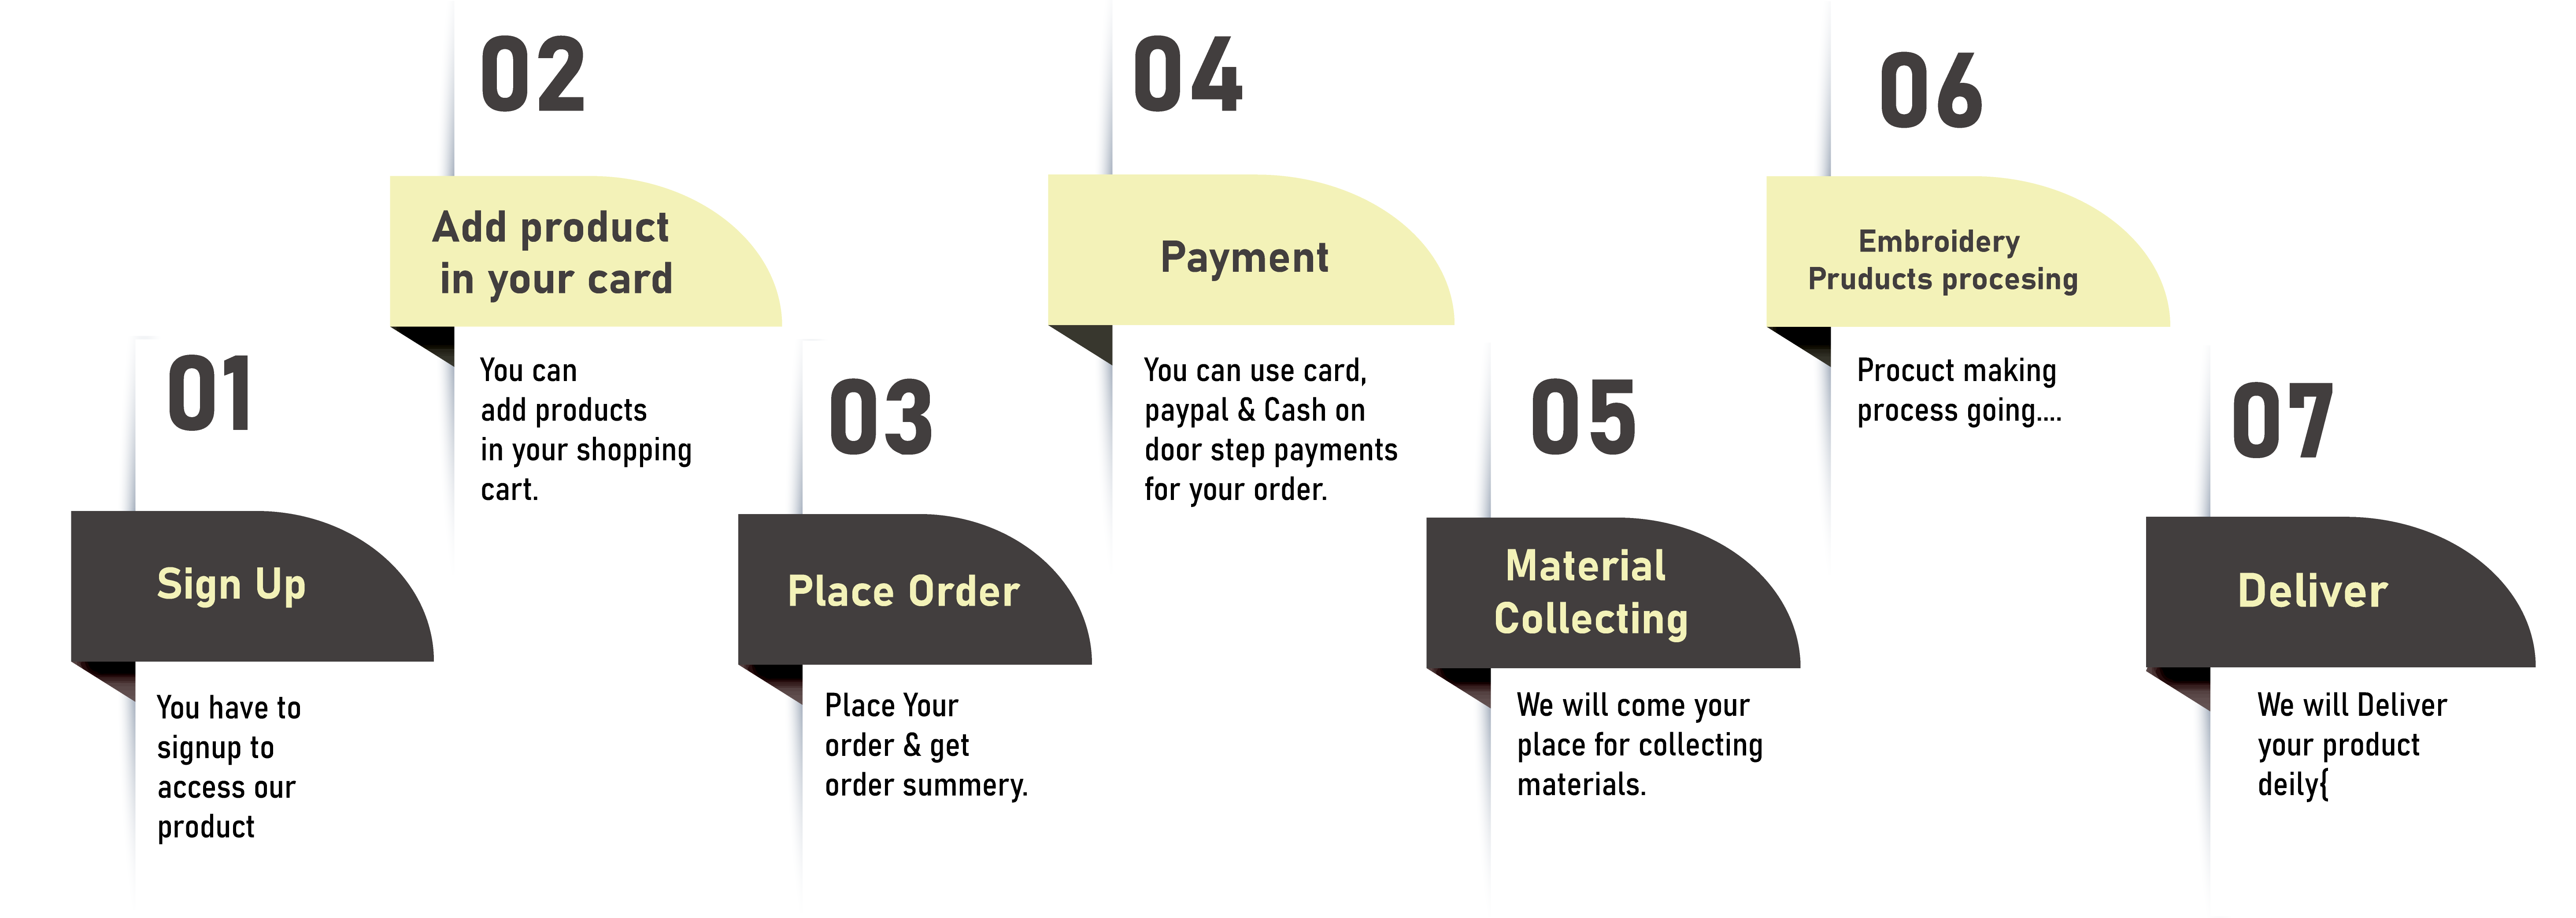 01
Sign Up
You have to
signup to
access our
product
02
Add product
in your card
You can
add products
in your shopping
cart.
03
Place Order
Place Your
order & get
order summery.
04
Payment
You can use card,
paypal & Cash on
door step payments
for your order.
05
Material
Collecting
We will come your
place for collecting
materials.
06
Embroidery
Pruducts procesing
Procuct making
process going....
07
Deliver
We will Deliver
your product
deily{